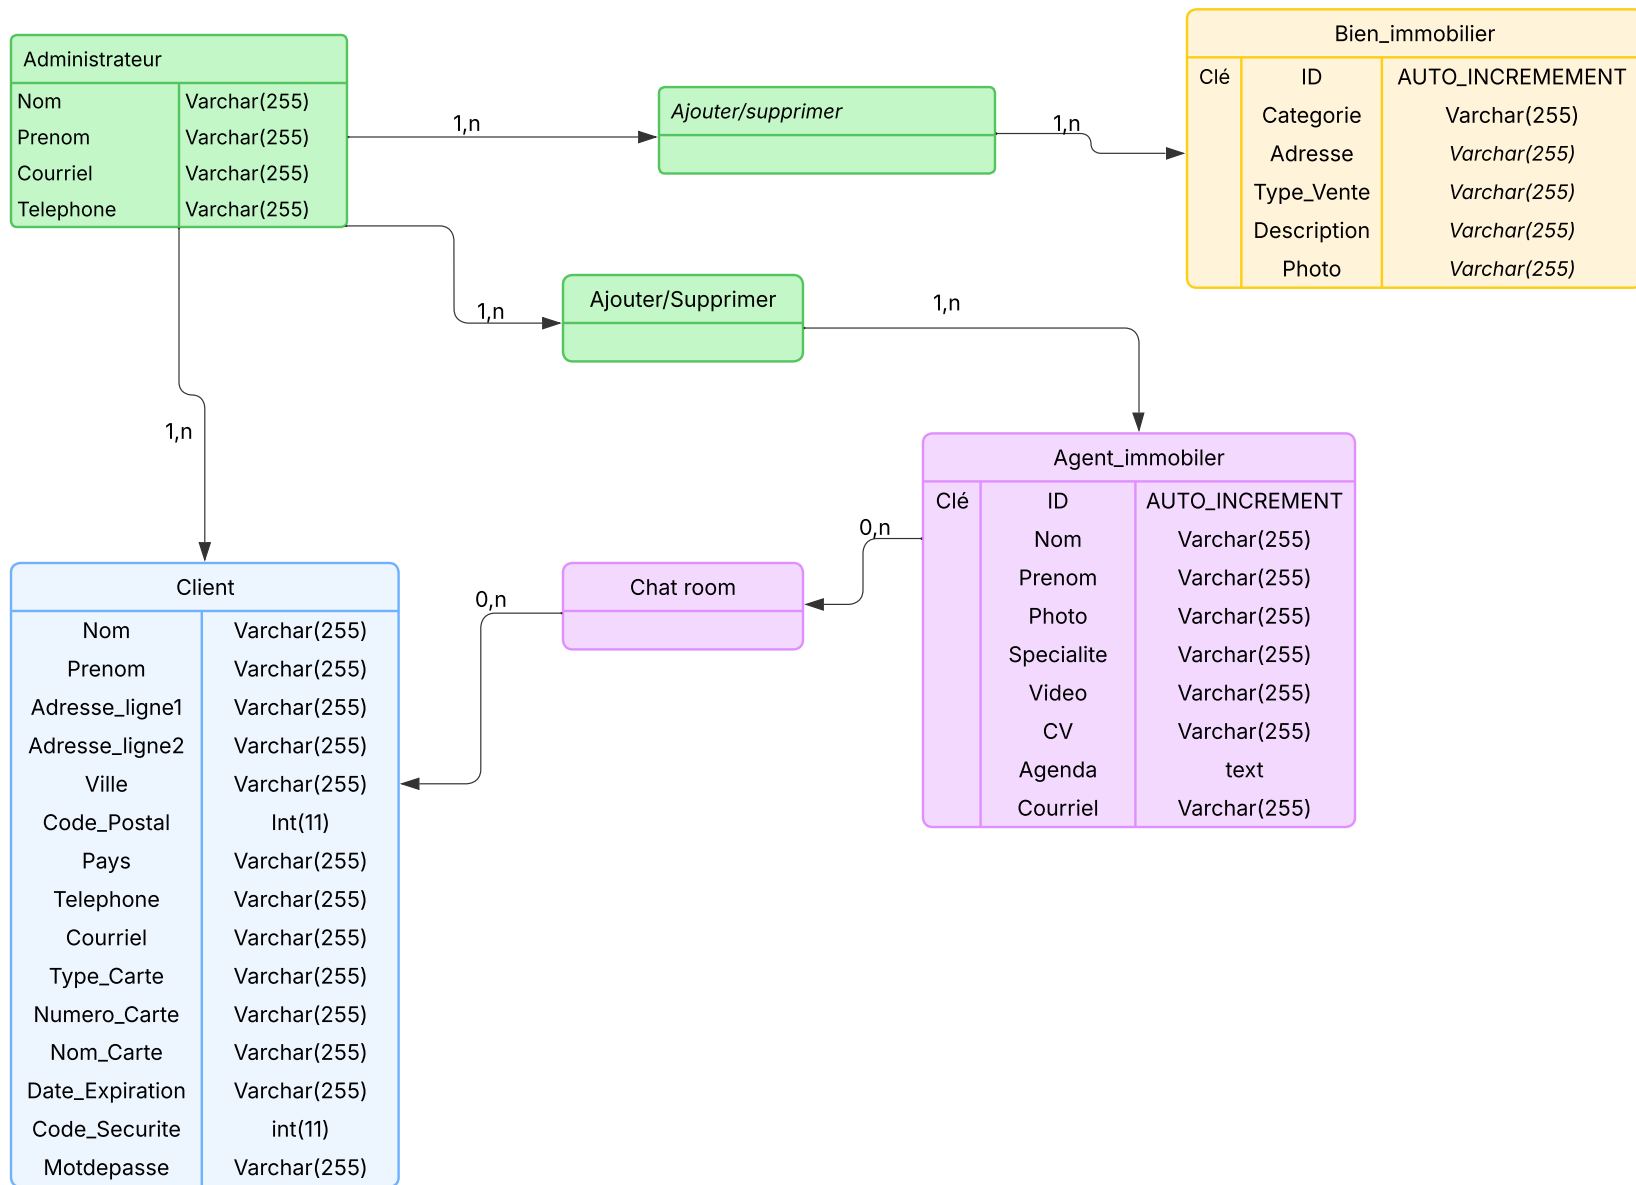 Administrateur
Nom Varchar(255)
Prenom Varchar(255)
Courriel Varchar(255)
Telephone Varchar(255)
1,n
Ajouter/supprimer
1,n
Bien_immobilier
Clé ID AUTO_INCREMEMENT
Categorie Varchar(255)
Adresse Varchar(255)
Type_Vente Varchar(255)
Description Varchar(255)
Photo Varchar(255)
1,n
Ajouter/Supprimer
1,n
1,n
Agent_immobiler
Clé ID AUTO_INCREMENT
Nom Varchar(255)
Prenom Varchar(255)
Photo Varchar(255)
Specialite Varchar(255)
Video Varchar(255)
CV Varchar(255)
Agenda text
Courriel Varchar(255)
0,n
Chat room
0,n
Client
Nom Varchar(255)
Prenom Varchar(255)
Adresse_ligne1 Varchar(255)
Adresse_ligne2 Varchar(255)
Ville Varchar(255)
Code_Postal Int(11)
Pays Varchar(255)
Telephone Varchar(255)
Courriel Varchar(255)
Type_Carte Varchar(255)
Numero_Carte Varchar(255)
Nom_Carte Varchar(255)
Date_Expiration Varchar(255)
Code_Securite int(11)
Motdepasse Varchar(255)